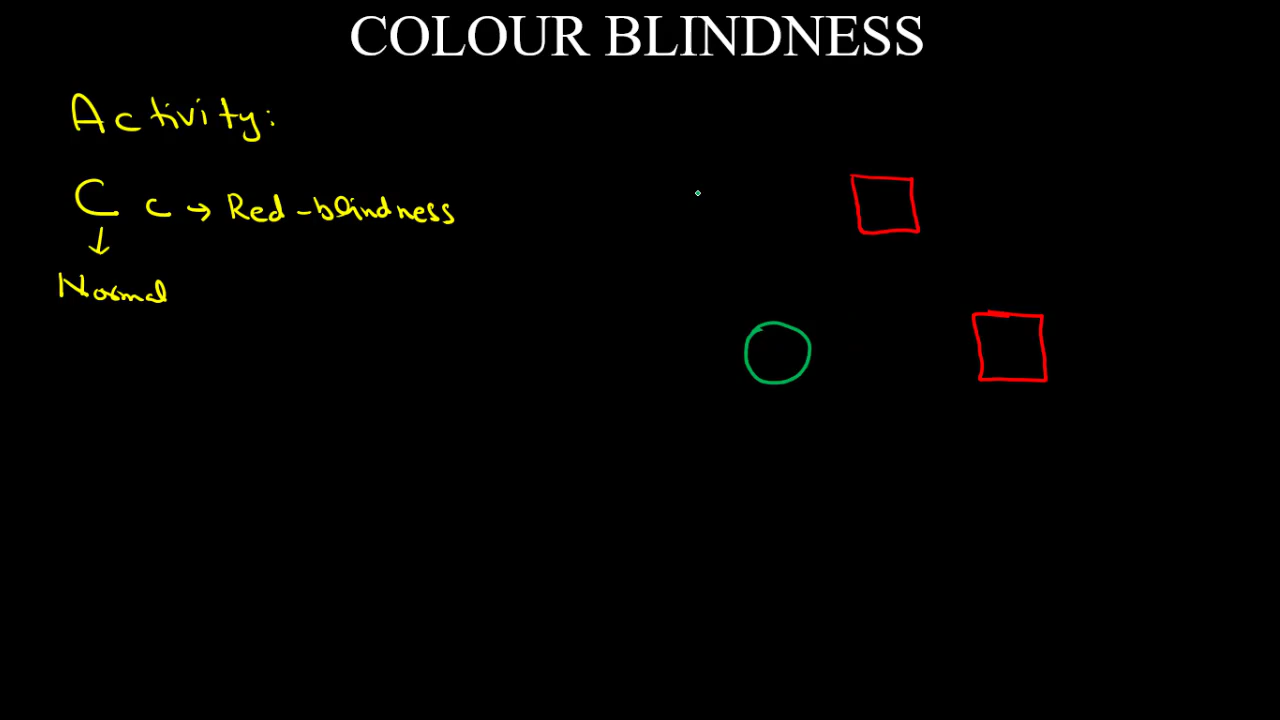 COLOUR BLINDNESS
Activity:
C c → Red-blindness
↓
Normal